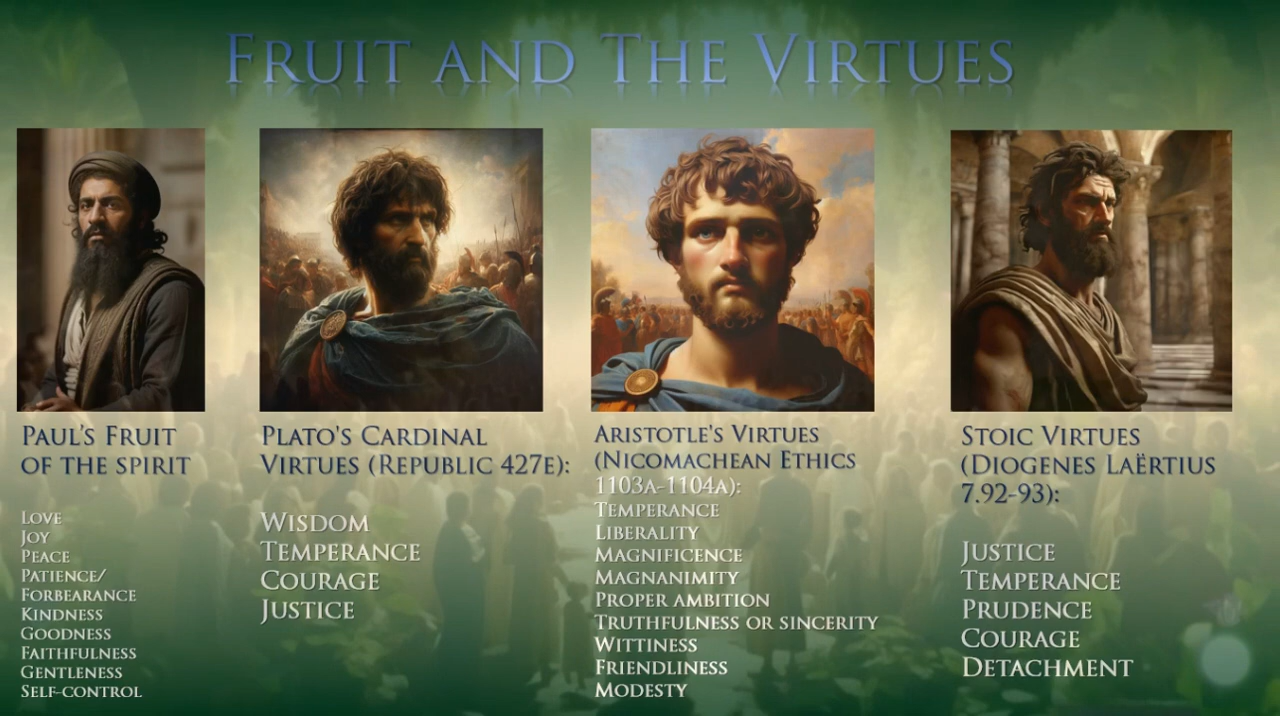 Fruit and The Virtues
Paul's Fruit
of the spirit
Love
Joy
Peace
Patience/
Forbearance
Kindness
Goodness
Faithfulness
Gentleness
Self-control
Plato's Cardinal
Virtues (Republic 427e):
Wisdom
Temperance
Courage
Justice
Aristotle's Virtues
(Nicomachean Ethics
1103a-1104a):
Temperance
Liberality
Magnificence
Magnanimity
Proper ambition
Truthfulness or sincerity
Wittiness
Friendliness
Modesty
Stoic Virtues
(Diogenes Laërtius
7.92-93):
Justice
Temperance
Prudence
Courage
Detachment